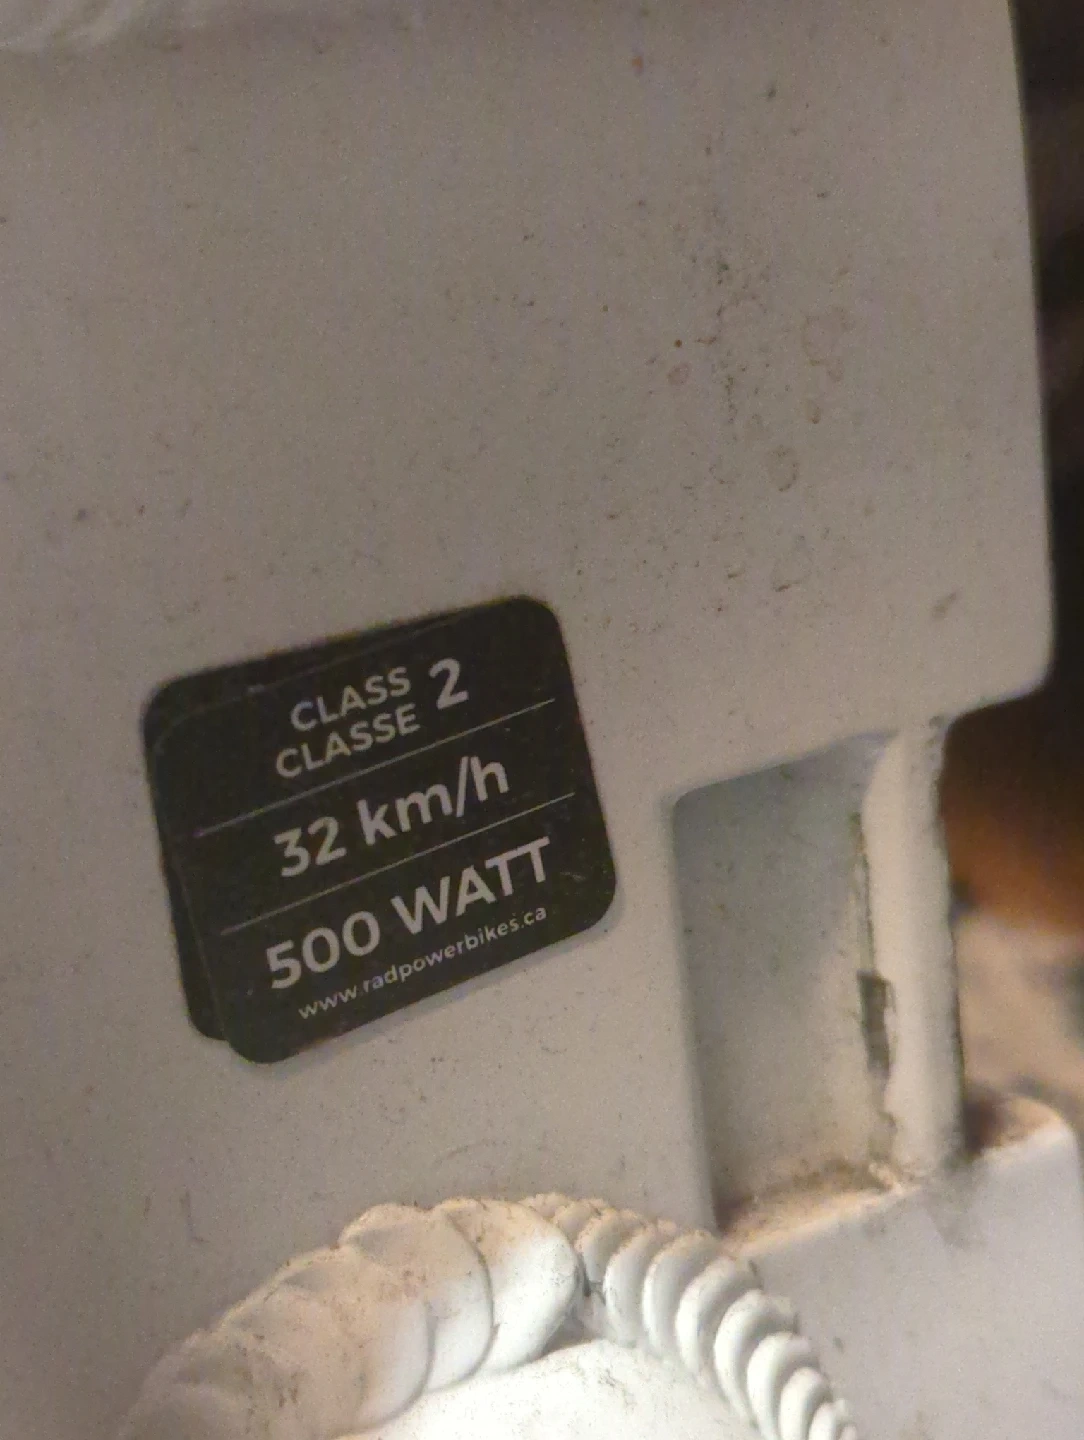 CLASS 2
CLASSE
32 km/h
500 WATT
www.radpowerbikes.ca